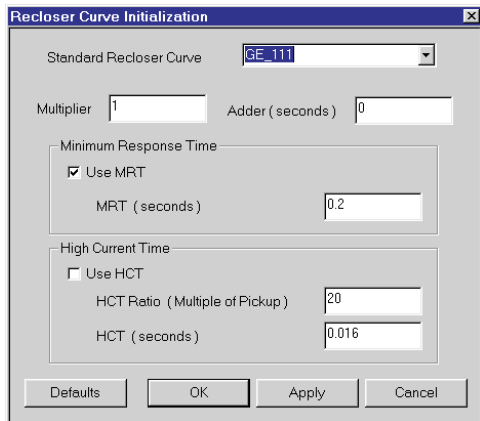 Recloser Curve Initialization
Standard Recloser Curve GE_111
Multiplier 1 Adder ( seconds ) 0
Minimum Response Time
Use MRT
MRT ( seconds ) 0.2
High Current Time
Use HCT
HCT Ratio ( Multiple of Pickup ) 20
HCT ( seconds ) 0.016
Defaults OK Apply Cancel